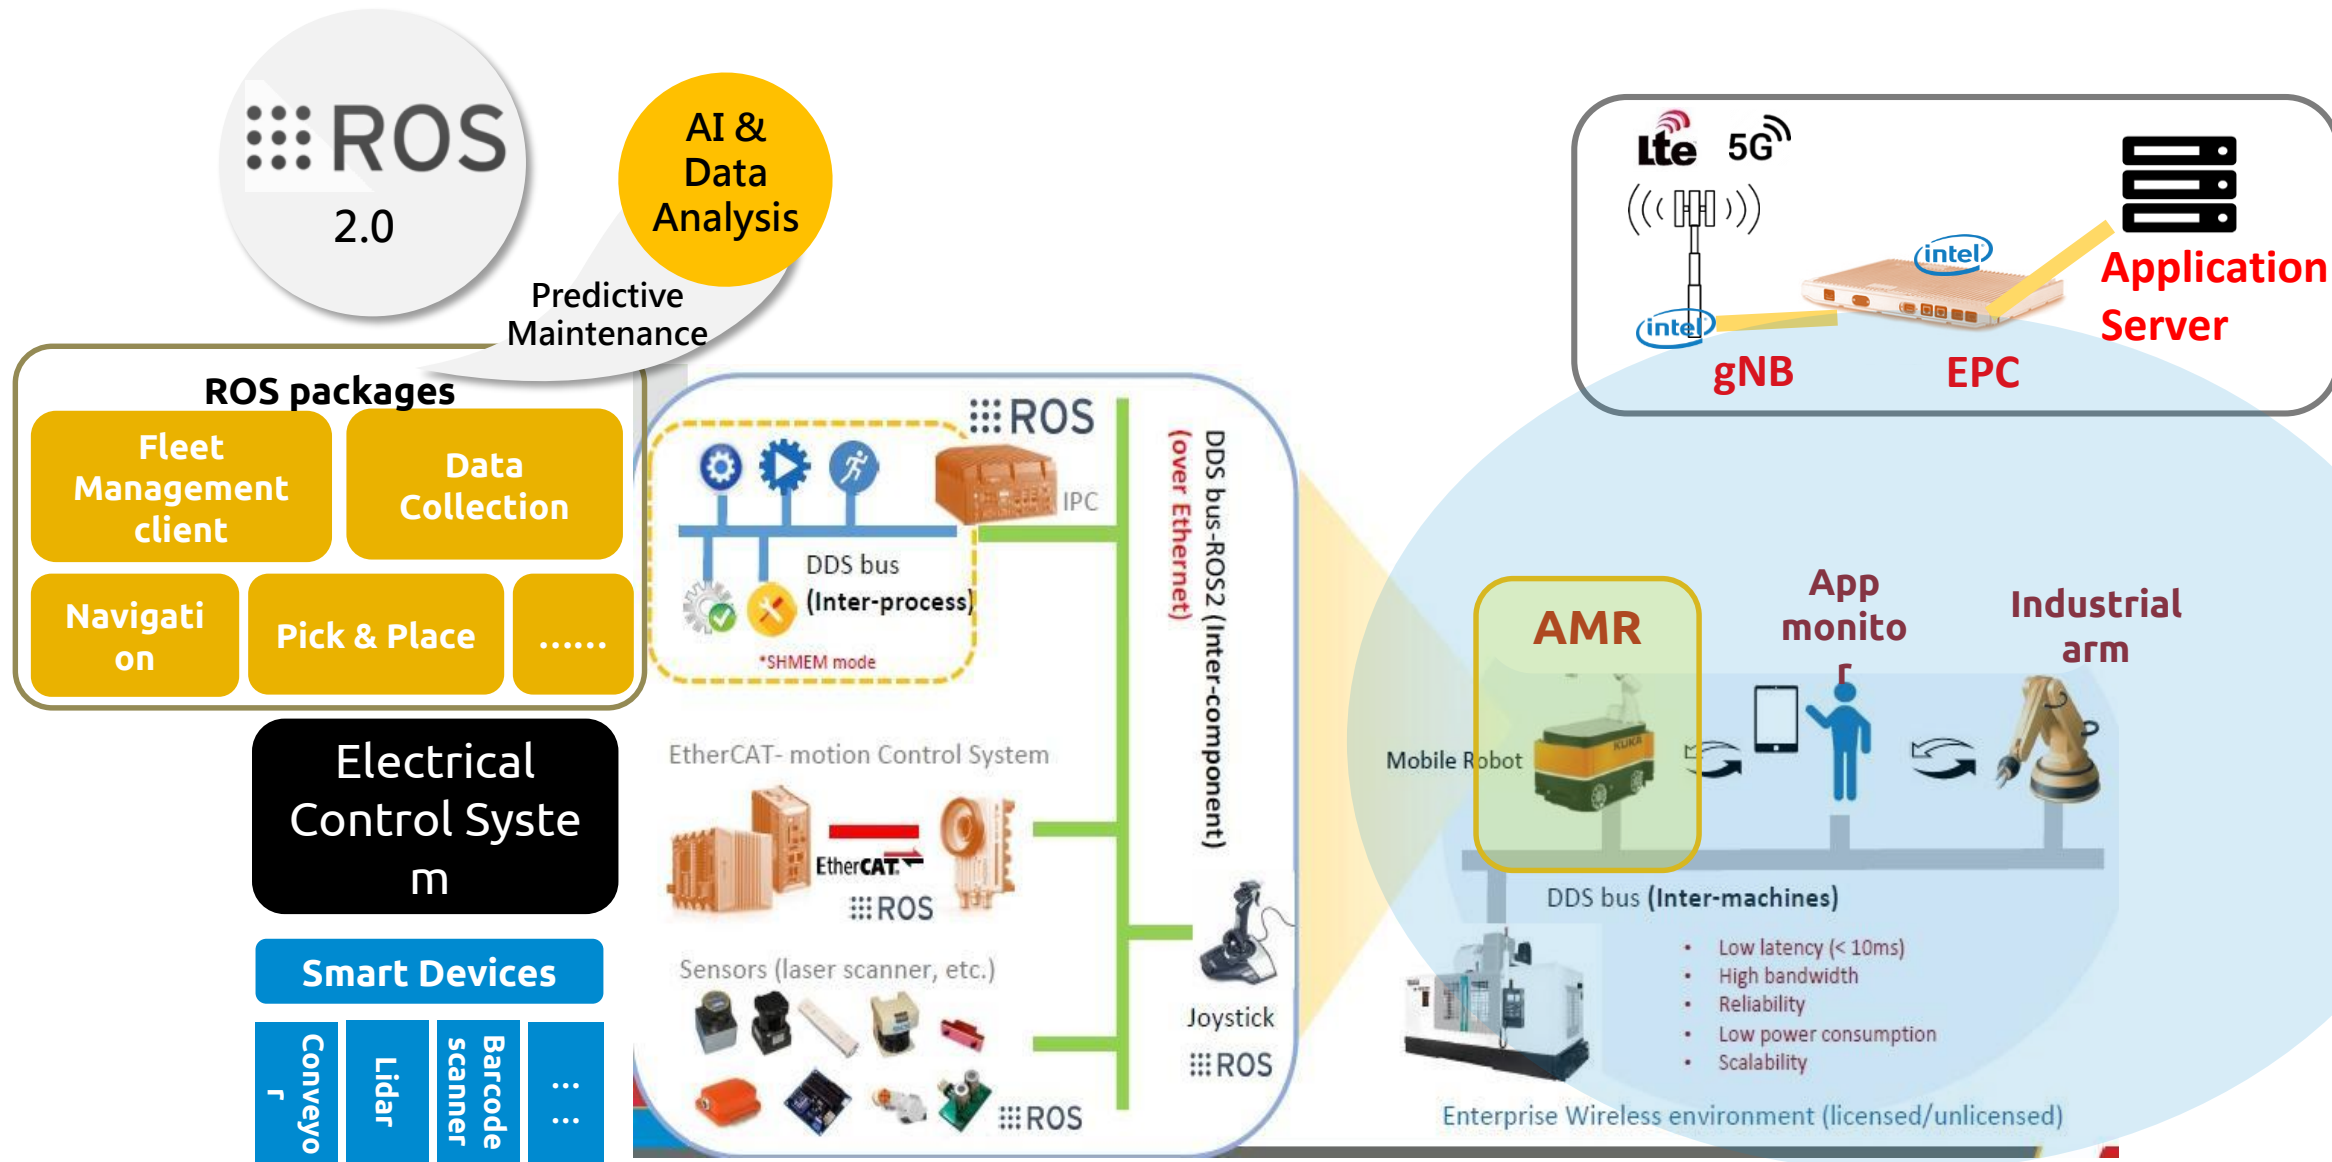 ROS
2.0
AI &
Data
Analysis
Predictive
Maintenance
ROS packages
Fleet
Management
client
Data
Collection
Navigati
on
Pick & Place
......
Electrical
Control Syste
m
Smart Devices
Conveyo
r
Lidar
Barcode
scanner
...
...
ROS
IPC
DDS bus
(Inter-process)
*SHMEM mode
EtherCAT- motion Control System
EtherCAT.
ROS
Sensors (laser scanner, etc.)
ROS
DDS bus-ROS2 (Inter-component)
(over Ethernet)
Joystick
ROS
Lte
5G
intel
intel
gNB
EPC
Application
Server
AMR
App
monito
r
Industrial
arm
Mobile Robot
KUKA
DDS bus (Inter-machines)
• Low latency (< 10ms)
• High bandwidth
• Reliability
• Low power consumption
• Scalability
Enterprise Wireless environment (licensed/unlicensed)